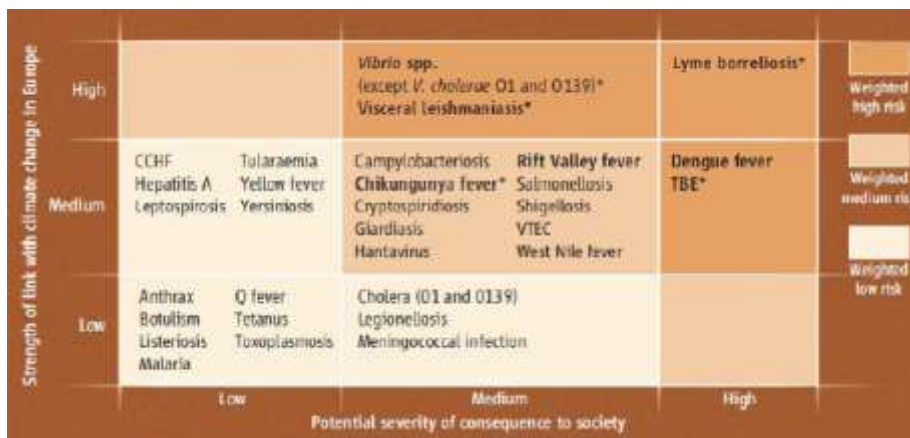 Strength of link with climate change in Europe
High
Vibrio spp.
(except V. cholerae O1 and O139)*
Visceral leishmaniasis*
Lyme borreliosis*
Weighted
high risk
Medium
CCHF Tularaemia
Hepatitis A Yellow fever
Leptospirosis Yersiniosis
Campylobacteriosis Rift Valley fever
Chikungunya fever* Salmonellosis
Cryptospiridiosis Shigellosis
Giardiasis VTEC
Hantavirus West Nile fever
Dengue fever
TBE*
Weighted
medium ris
Low
Anthrax Q fever
Botulism Tetanus
Listeriosis Toxoplasmosis
Malaria
Cholera (O1 and O139)
Legionellosis
Meningococcal infection
Weighted
low risk
Low Medium High
Potential severity of consequence to society